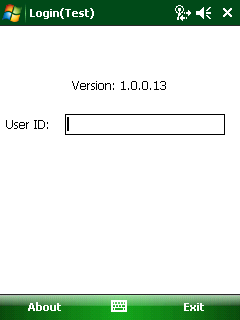 Login(Test)
Version: 1.0.0.13
User ID:
About Exit